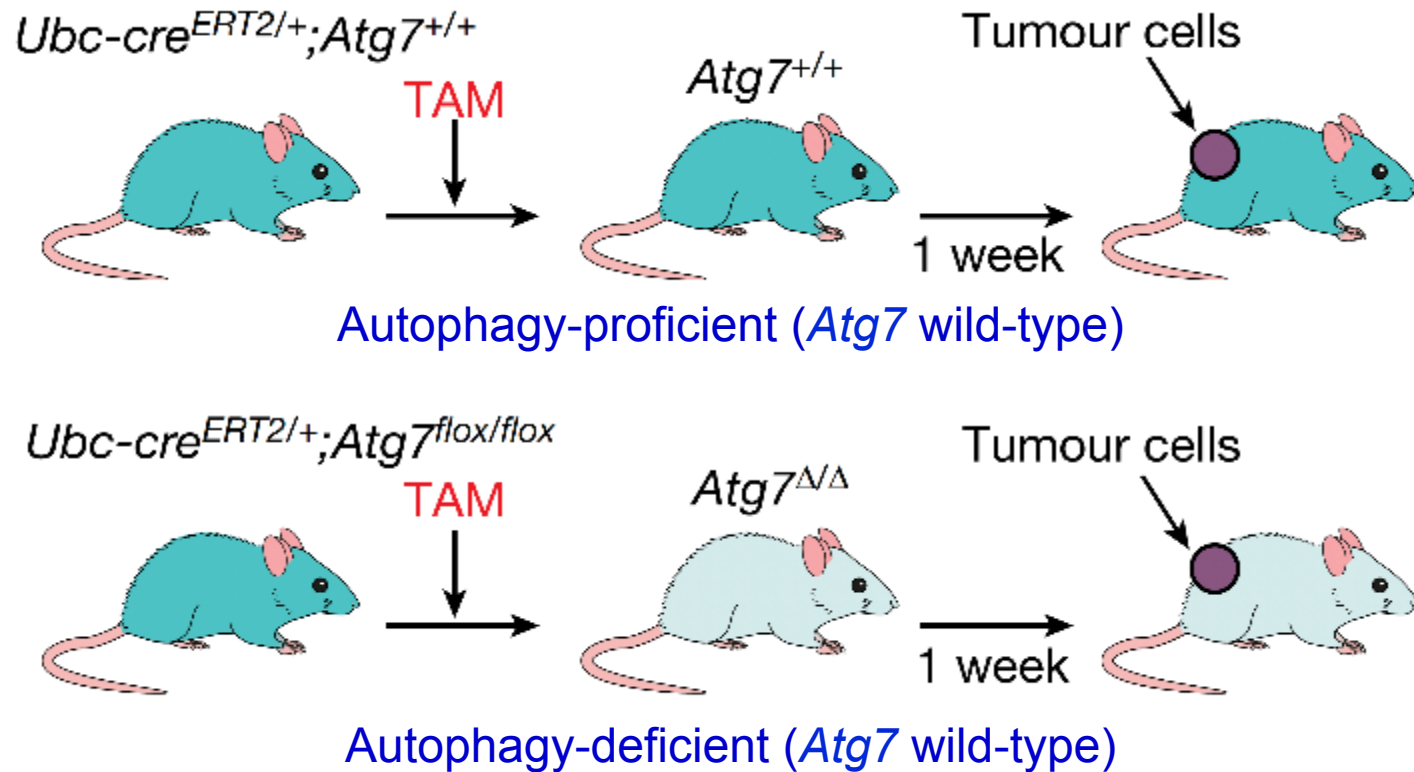 Ubc-cre^ERT2/+;Atg7^+/+
TAM
Atg7^+/+
Tumour cells
1 week
Autophagy-proficient (Atg7 wild-type)
Ubc-cre^ERT2/+;Atg7^flox/flox
TAM
Atg7^Δ/Δ
Tumour cells
1 week
Autophagy-deficient (Atg7 wild-type)